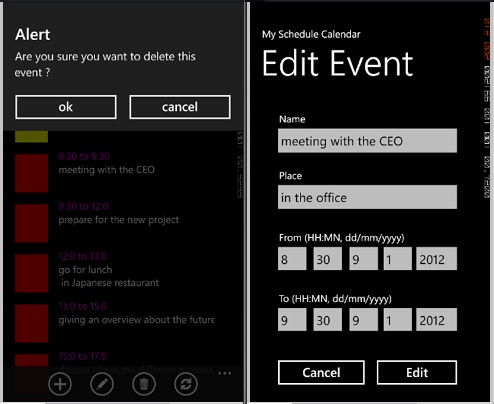 Alert
Are you sure you want to delete this
event ?
ok
cancel
8:30 to 9:30
meeting with the CEO
9:30 to 12:0
prepare for the new project
12:0 to 13:0
go for lunch
in Japanese restaurant
13:0 to 15:0
giving an overview about the future
15:0 to 17:0
discuss about the different projects
...
My Schedule Calendar
Edit Event
Name
meeting with the CEO
Place
in the office
From (HH:MN, dd/mm/yyyy)
8 30 9 1 2012
To (HH:MN, dd/mm/yyyy)
9 30 9 1 2012
Cancel
Edit